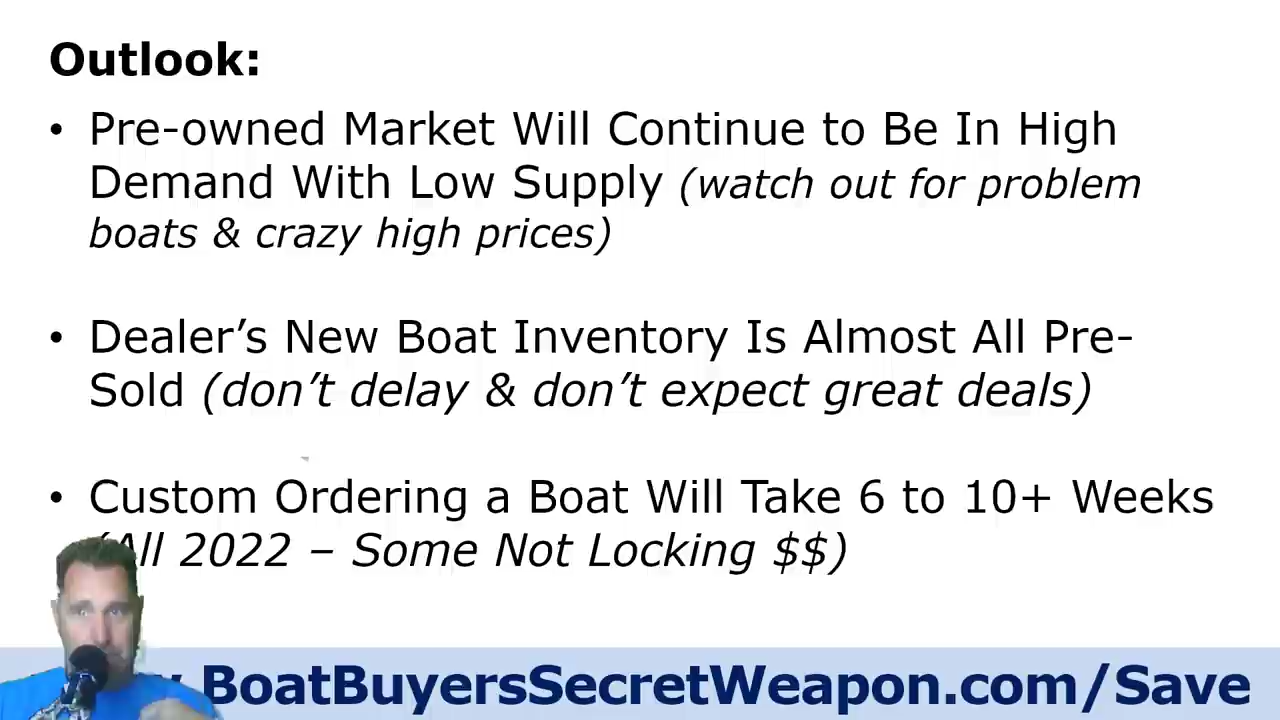 Outlook:
• Pre-owned Market Will Continue to Be In High
Demand With Low Supply (watch out for problem
boats & crazy high prices)
• Dealer’s New Boat Inventory Is Almost All Pre-
Sold (don’t delay & don’t expect great deals)
• Custom Ordering a Boat Will Take 6 to 10+ Weeks
(All 2022 – Some Not Locking $$)
BoatBuyersSecretWeapon.com/Save